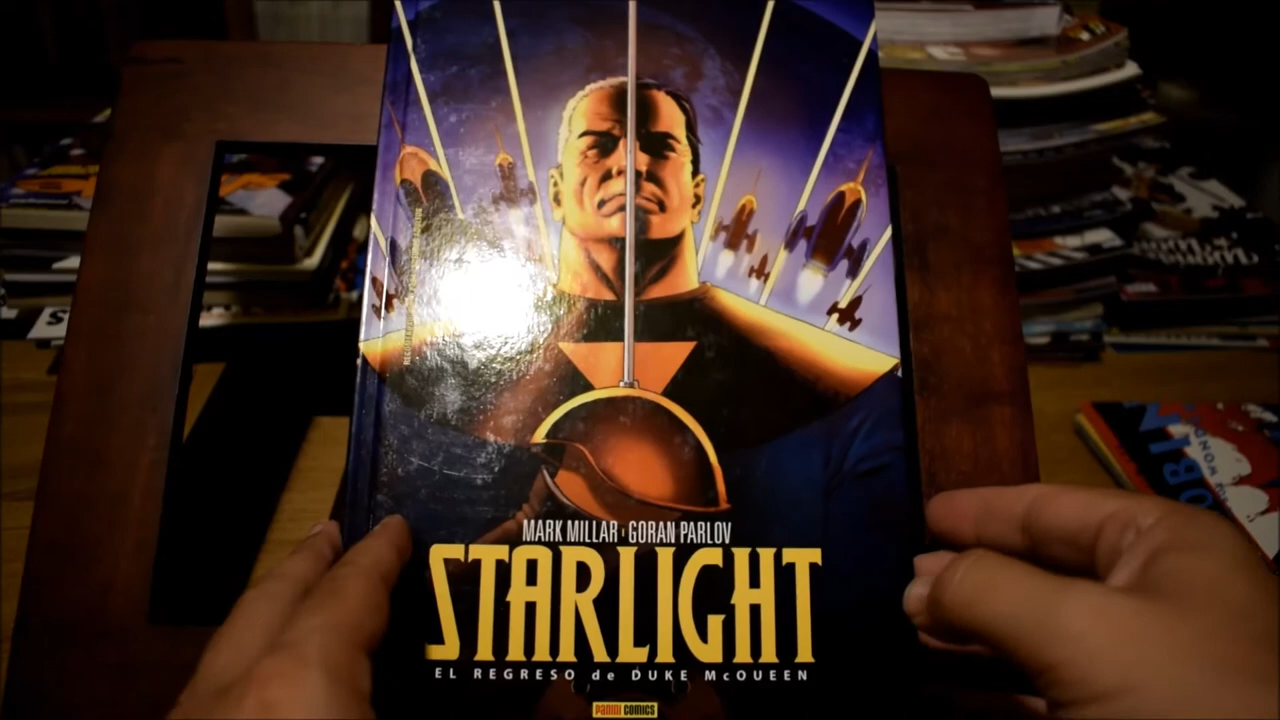 MARK MILLAR · GORAN PARLOV
STARLIGHT
EL REGRESO de DUKE McQUEEN
PANINI COMICS